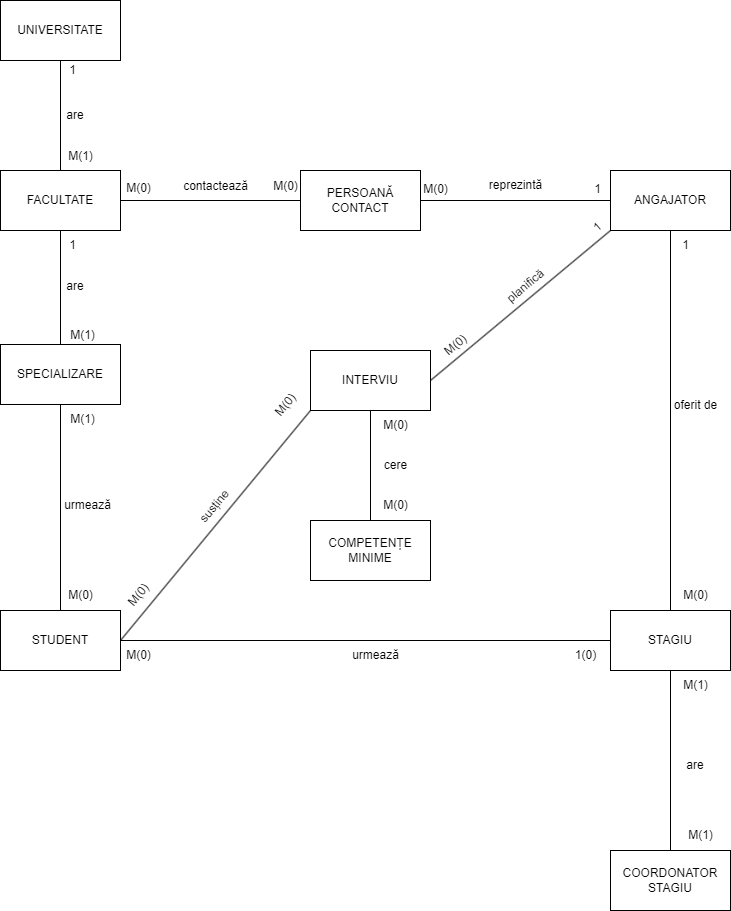 UNIVERSITATE
1
are
M(1)
FACULTATE
M(0)
contactează
M(0)
PERSOANĂ
CONTACT
M(0)
reprezintă
1
ANGAJATOR
1
are
M(1)
1
planifică
M(0)
1
SPECIALIZARE
M(1)
INTERVIU
M(0)
oferit de
M(0)
cere
M(0)
susține
urmează
COMPETENȚE
MINIME
M(0)
M(0)
M(0)
STUDENT
M(0)
urmează
1(0)
STAGIU
M(1)
are
M(1)
COORDONATOR
STAGIU